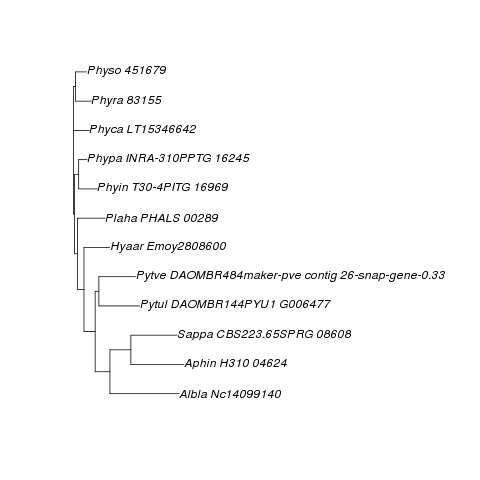 Physo 451679
Phyra 83155
Phyca LT15346642
Phypa INRA-310PPTG 16245
Phyin T30-4PITG 16969
Plaha PHALS 00289
Hyaar Emoy2808600
Pytve DAOMBR484maker-pve contig 26-snap-gene-0.33
Pytul DAOMBR144PYU1 G006477
Sappa CBS223.65SPRG 08608
Aphin H310 04624
Albla Nc14099140